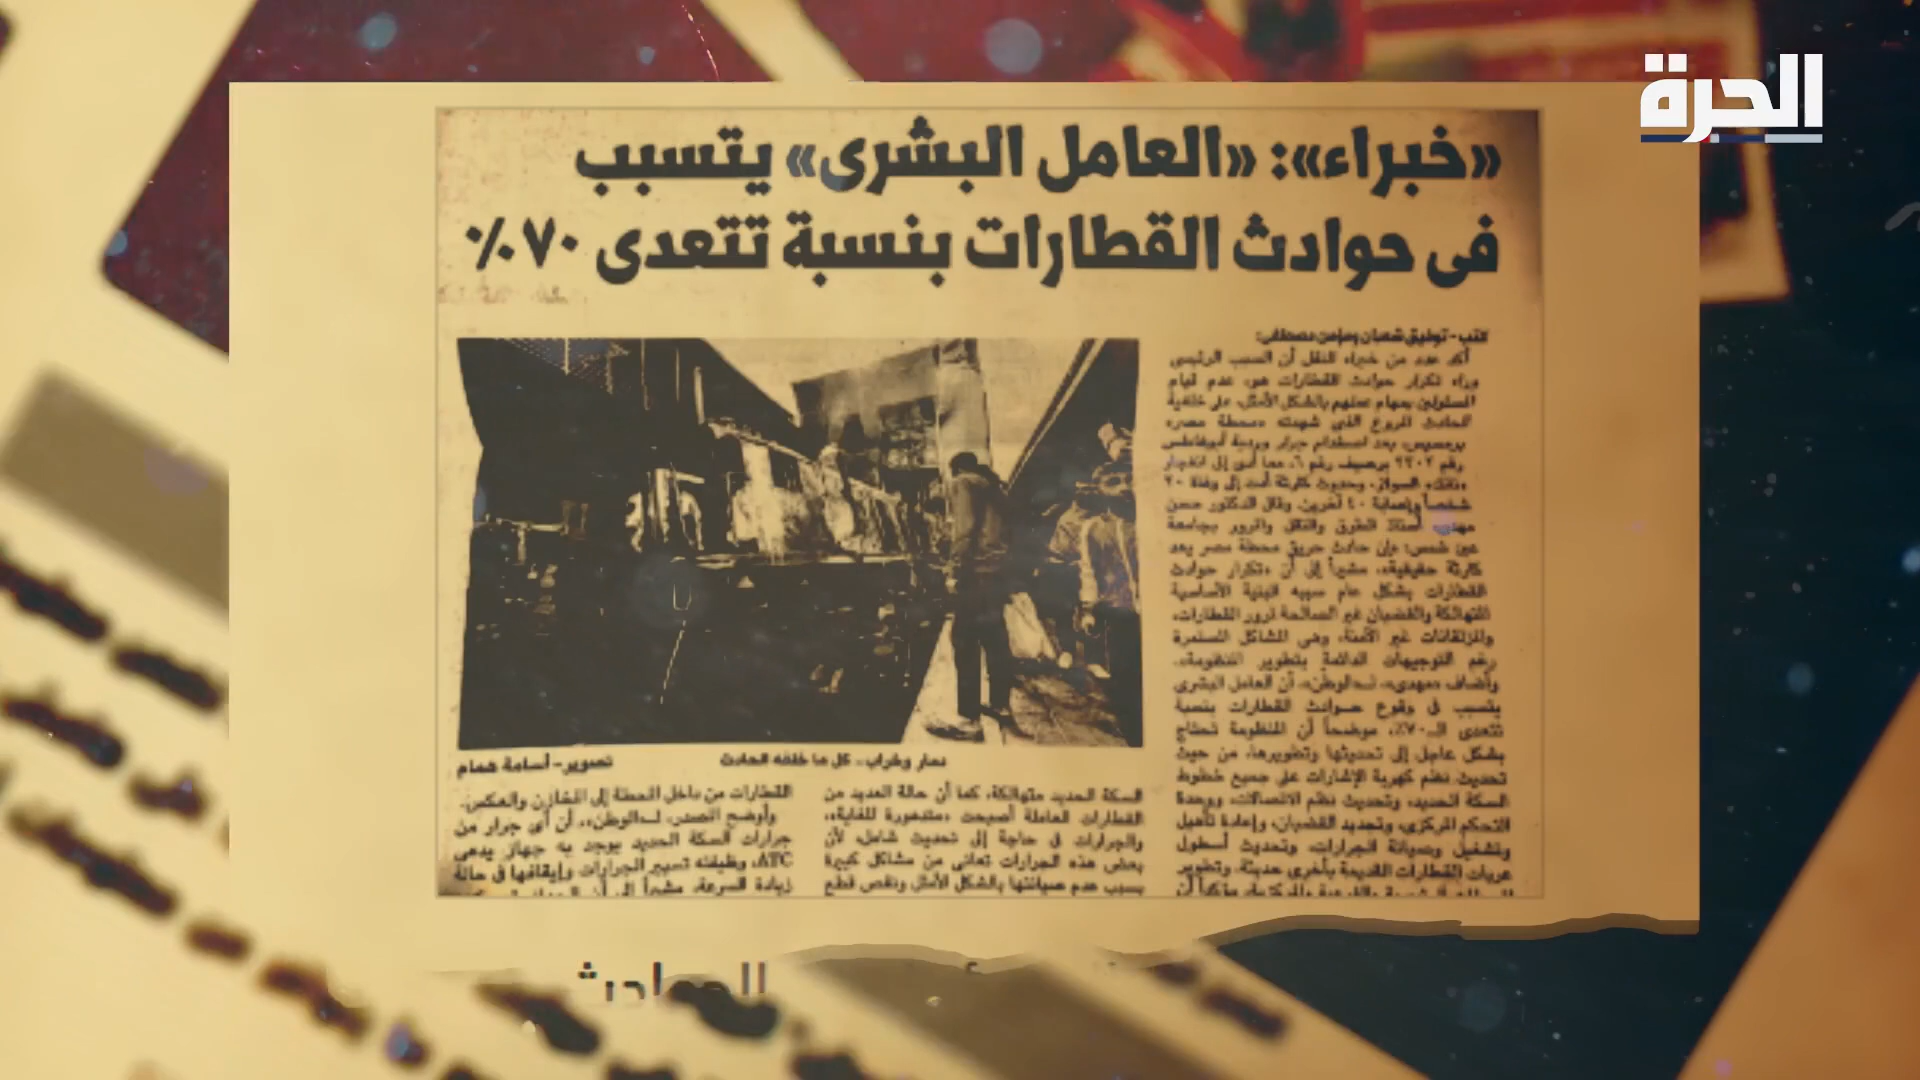 الحرة
«خبراء»: «العامل البشرى» يتسبب
فى حوادث القطارات بنسبة تتعدى ٧٠٪
كتب - توفيق شعبان ومؤمن مصطفى:
أكد عدد من خبراء النقل أن السبب الرئيسى
وراء تكرار حوادث القطارات هو، عدم قيام
المسئولين بمهام عملهم بالشكل الأمثل، على خلفية
الحادث المروع الذى شهدته «محطة مصر»
برمسيس، بعد اصطدام جرار وردية أبوغاطس
رقم ٢٣٠٢ برصيف رقم ٦، مما أدى إلى انفجار
«تانك» السولار، وحدوث كارثة أدت إلى وفاة ٢٠
شخصاً وإصابة ٤٠ آخرين. وقال الدكتور حسن
مهدى، أستاذ الطرق والنقل والمرور بجامعة
عين شمس: «إن حادث حريق محطة مصر يعد
كارثة حقيقية»، مشيراً إلى أن «تكرار حوادث
القطارات بشكل عام سببه البنية الأساسية
المتهالكة والقضبان غير الصالحة لمرور القطارات،
والمزلقانات غير الآمنة، وهى المشاكل المستمرة
رغم التوجيهات الدائمة بتطوير المنظومة».
وأضاف «مهدى»، لـ«الوطن»، أن العامل البشرى
يتسبب فى وقوع حوادث القطارات بنسبة
تتعدى الـ٧٠٪، موضحاً أن المنظومة تحتاج
بشكل عاجل إلى تحديثها وتطويرها، من حيث
تحديث نظم كهربة الإشارات على جميع خطوط
السكة الحديد، وتحديث نظم الاتصالات، ووحدة
التحكم المركزى، وتجديد القضبان، وإعادة تأهيل
وتشغيل وصيانة الجرارات، وتحديث أسطول
عربات القطارات القديمة بأخرى حديثة، وتطوير
دمار وخراب.. كل ما خلفه الحادث
تصوير - أسامة همام
السكة الحديد متهالكة، كما أن حالة العديد من
القطارات العاملة أصبحت «متدهورة للغاية»،
والجرارات فى حاجة إلى تحديث شامل، لأن
بعض هذه الجرارات تعانى من مشاكل كبيرة
بسبب عدم صيانتها بالشكل الأمثل ونقص قطع
القطارات من داخل المحطة إلى المخازن والعكس.
وأوضح المصدر، لـ«الوطن»، أن أى جرار من
جرارات السكة الحديد يوجد به جهاز يدعى
ATC، وظيفته تسيير الجرارات وإيقافها فى حالة
زيادة السرعة، مشيراً إلى أن